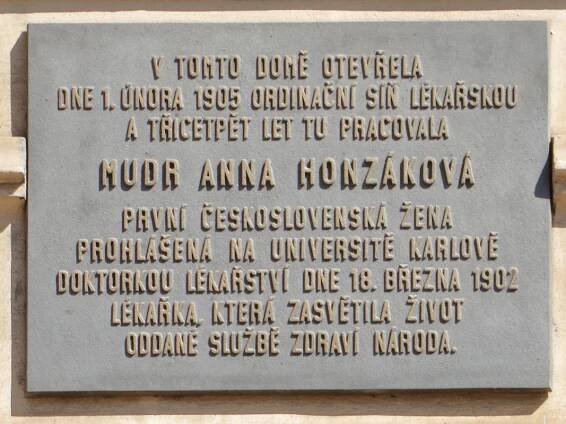 V TOMTO DOMĚ OTEVŘELA
DNE 1. ÚNORA 1905 ORDINAČNÍ SÍŇ LÉKAŘSKOU
A TŘICETPĚT LET TU PRACOVALA
MUDR ANNA HONZÁKOVÁ
PRVNÍ ČESKOSLOVENSKÁ ŽENA
PROHLÁŠENÁ NA UNIVERSITĚ KARLOVĚ
DOKTORKOU LÉKAŘSTVÍ DNE 18. BŘEZNA 1902
LÉKAŘKA, KTERÁ ZASVĚTILA ŽIVOT
ODDANĚ SLUŽBĚ ZDRAVÍ NÁRODA.